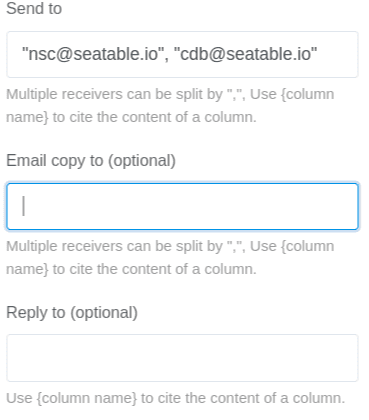 Send to
"nsc@seatable.io", "cdb@seatable.io"
Multiple receivers can be split by ",", Use {column
name} to cite the content of a column.
Email copy to (optional)
Multiple receivers can be split by ",", Use {column
name} to cite the content of a column.
Reply to (optional)
Use {column name} to cite the content of a column.